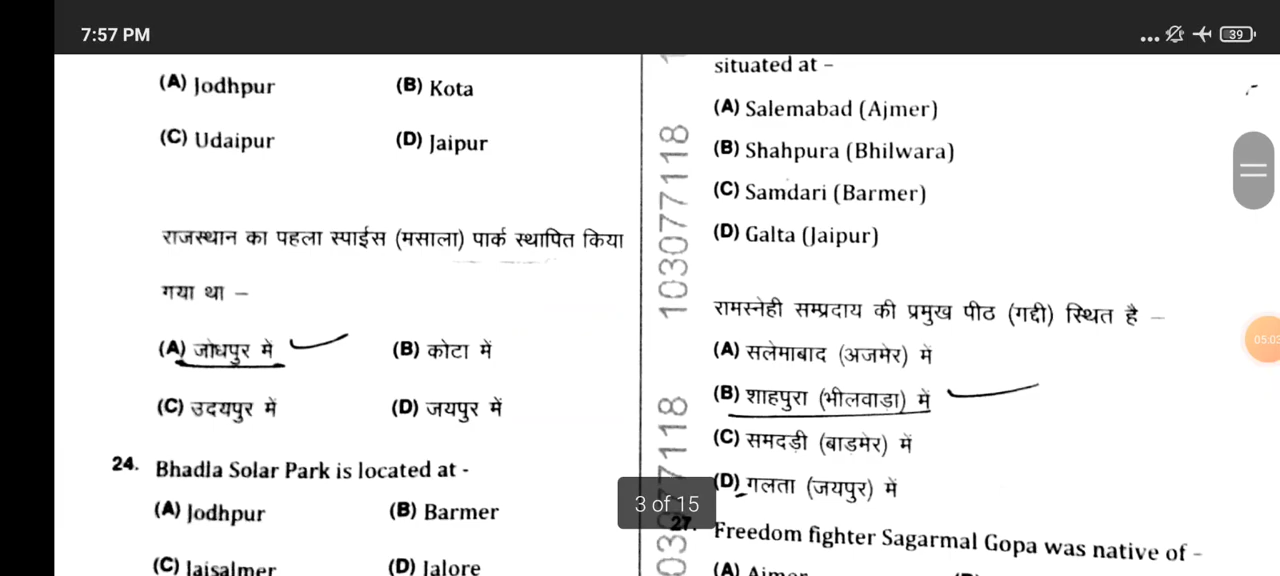 7:57 PM
39
(A) Jodhpur (B) Kota
(C) Udaipur (D) Jaipur
राजस्थान का पहला स्पाईस (मसाला) पार्क स्थापित किया
गया था –
(A) जोधपुर में (B) कोटा में
(C) उदयपुर में (D) जयपुर में
24. Bhadla Solar Park is located at -
(A) Jodhpur (B) Barmer
(C) Jaisalmer (D) Jalore
103077118
situated at –
(A) Salemabad (Ajmer)
(B) Shahpura (Bhilwara)
(C) Samdari (Barmer)
(D) Galta (Jaipur)
रामस्नेही सम्प्रदाय की प्रमुख पीठ (गद्दी) स्थित है –
(A) सलेमाबाद (अजमेर) में
(B) शाहपुरा (भीलवाड़ा) में
(C) समदड़ी (बाड़मेर) में
(D) गलता (जयपुर) में
27. Freedom fighter Sagarmal Gopa was native of -
(A) Ajmer
3 of 15